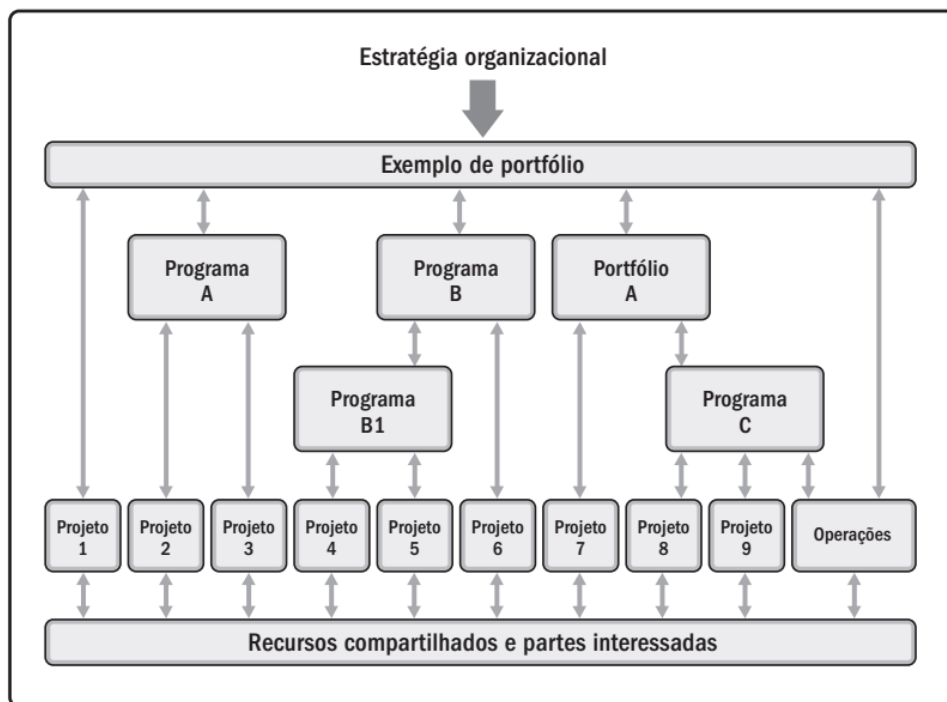 Estratégia organizacional
Exemplo de portfólio
Programa
A
Programa
B
Portfólio
A
Programa
B1
Programa
C
Projeto
1
Projeto
2
Projeto
3
Projeto
4
Projeto
5
Projeto
6
Projeto
7
Projeto
8
Projeto
9
Operações
Recursos compartilhados e partes interessadas